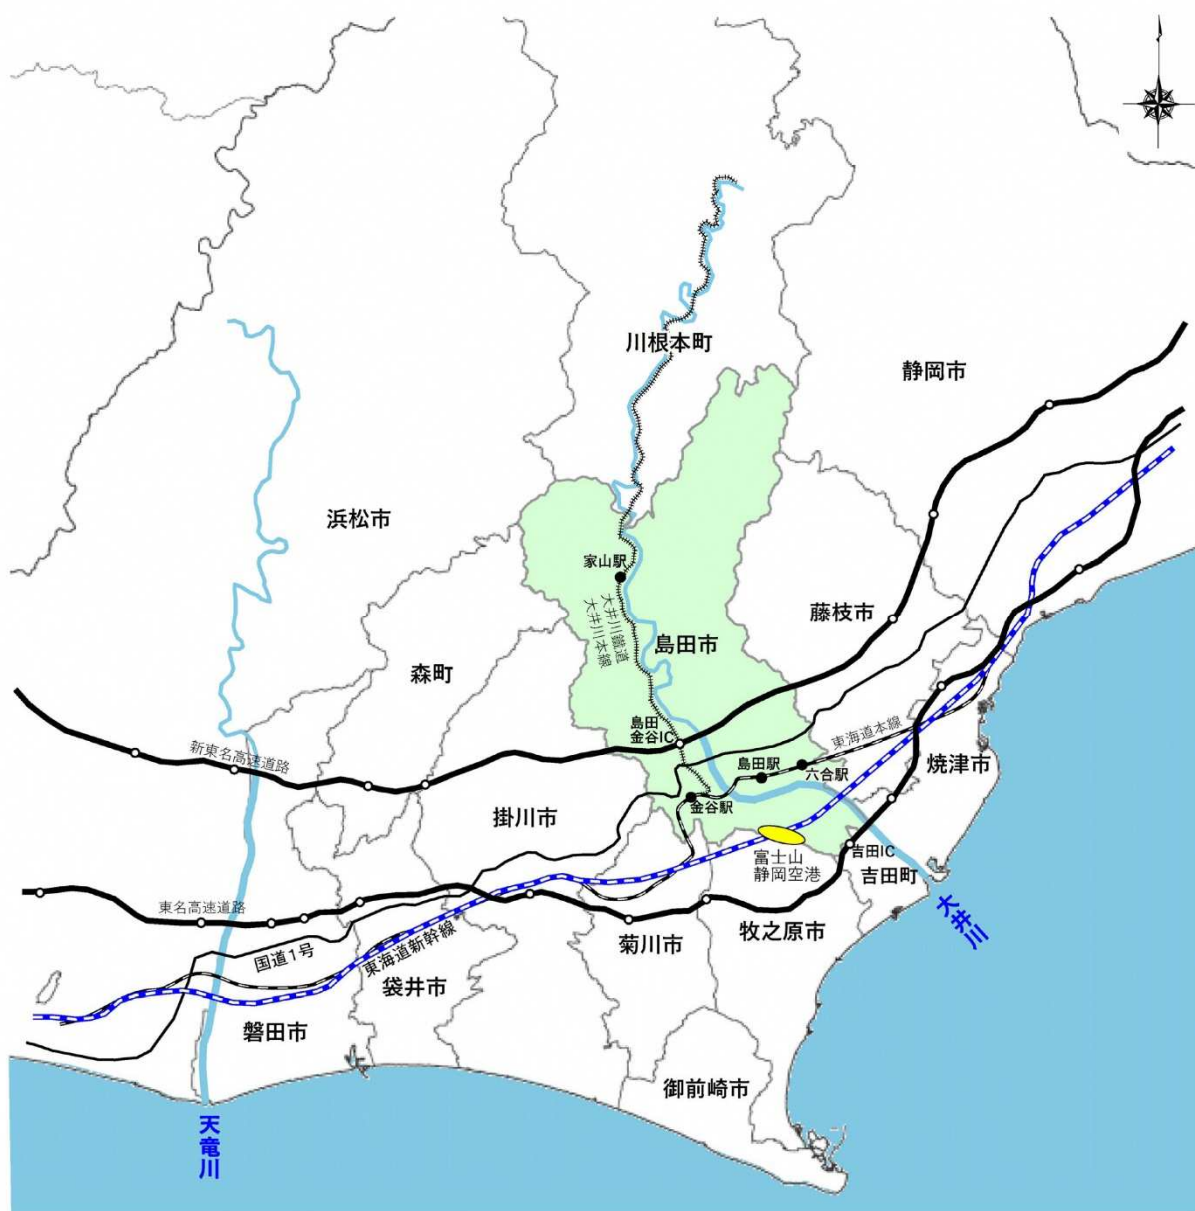 川根本町
静岡市
浜松市
家山駅
大井川鐵道
大井川本線
藤枝市
島田市
森町
島田
金谷IC
新東名高速道路
東海道本線
島田駅
六合駅
焼津市
金谷駅
掛川市
富士山
静岡空港
吉田IC
吉田町
大井川
東名高速道路
牧之原市
菊川市
国道1号
東海道新幹線
袋井市
磐田市
御前崎市
天竜川